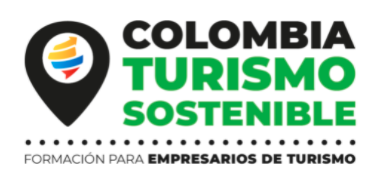 COLOMBIA
TURISMO
SOSTENIBLE
FORMACIÓN PARA EMPRESARIOS DE TURISMO